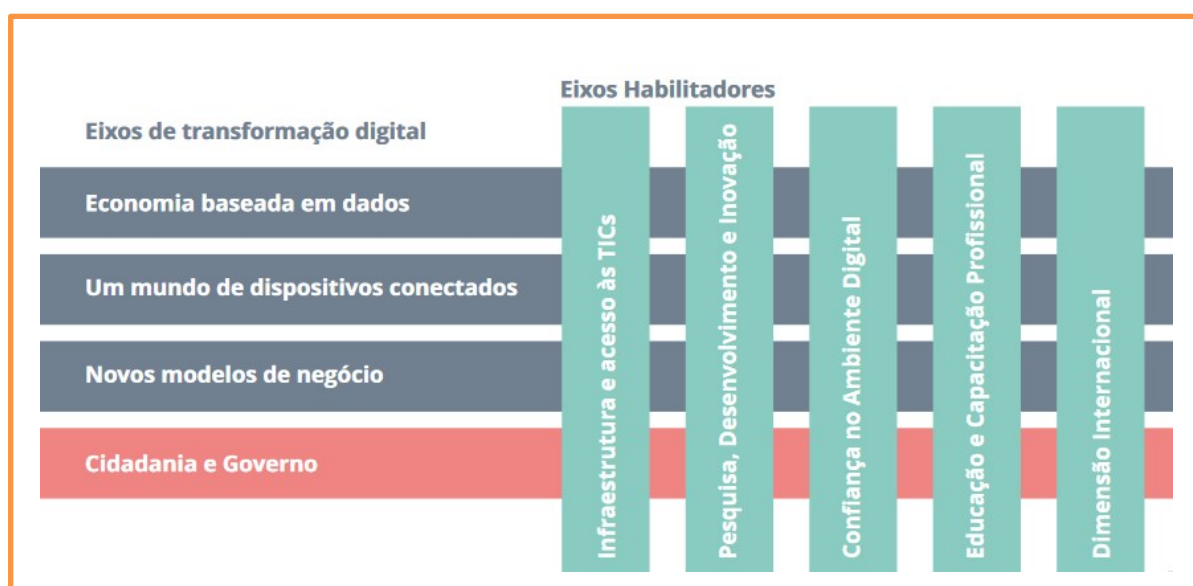 Eixos Habilitadores
Eixos de transformação digital
Economia baseada em dados
Um mundo de dispositivos conectados
Novos modelos de negócio
Cidadania e Governo
Infraestrutura e acesso às TICs
Pesquisa, Desenvolvimento e Inovação
Confiança no Ambiente Digital
Educação e Capacitação Profissional
Dimensão Internacional